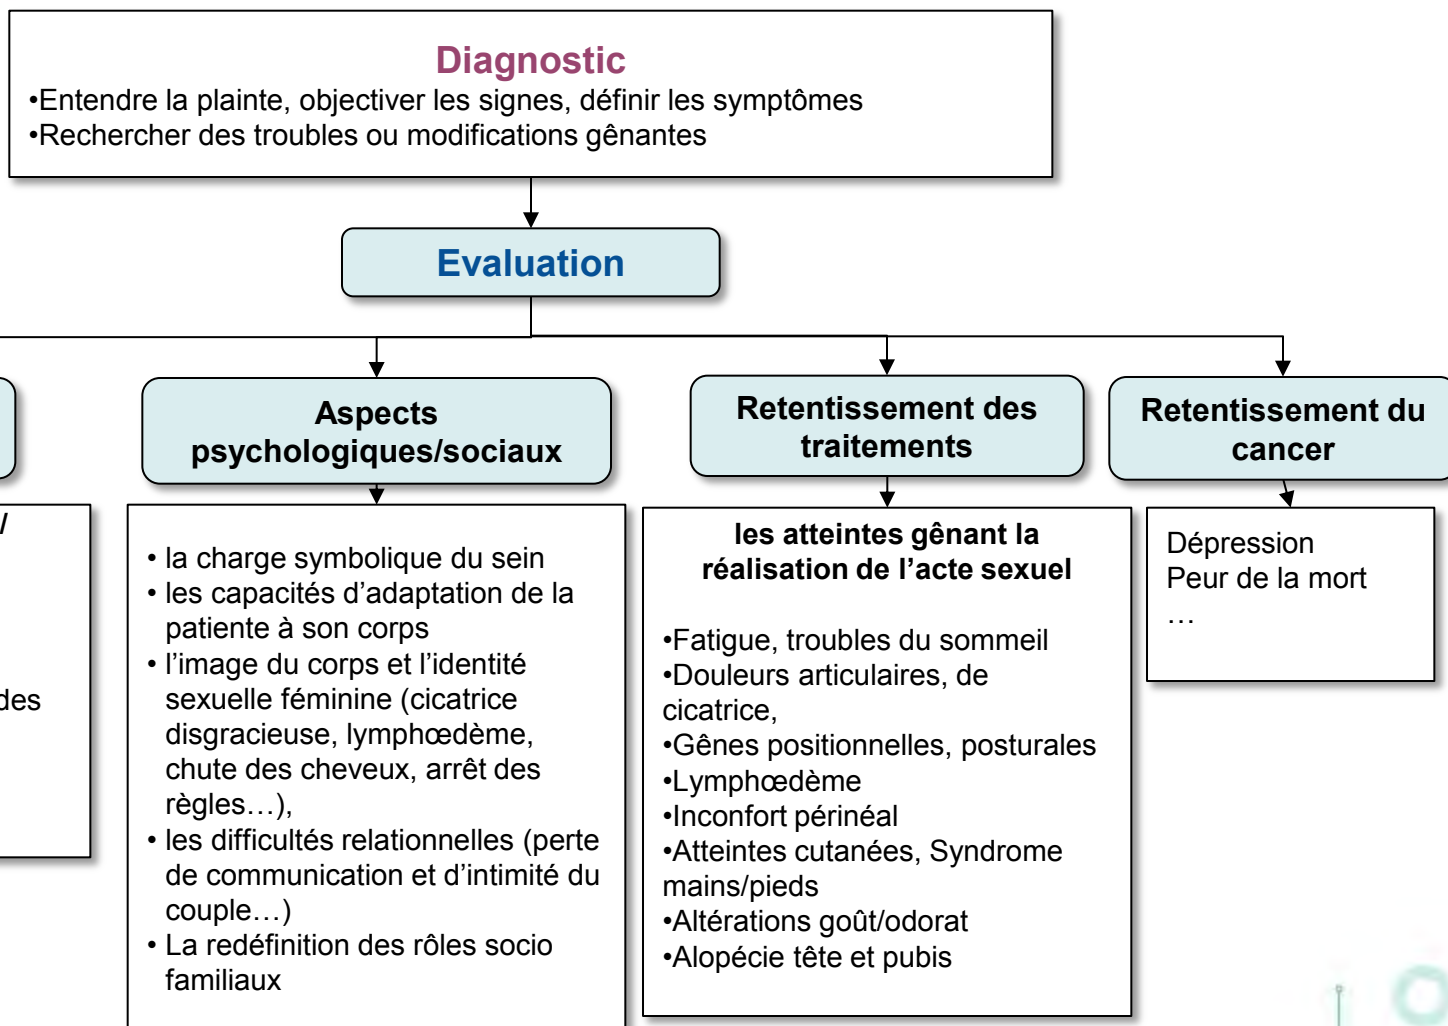 Diagnostic
•Entendre la plainte, objectiver les signes, définir les symptômes
•Rechercher des troubles ou modifications gênantes
Evaluation
Aspects
psychologiques/sociaux
Retentissement des
traitements
Retentissement du
cancer
/
des
• la charge symbolique du sein
• les capacités d’adaptation de la
patiente à son corps
• l’image du corps et l’identité
sexuelle féminine (cicatrice
disgracieuse, lymphœdème,
chute des cheveux, arrêt des
règles…),
• les difficultés relationnelles (perte
de communication et d’intimité du
couple…)
• La redéfinition des rôles socio
familiaux
les atteintes gênant la
réalisation de l’acte sexuel
•Fatigue, troubles du sommeil
•Douleurs articulaires, de
cicatrice,
•Gênes positionnelles, posturales
•Lymphœdème
•Inconfort périnéal
•Atteintes cutanées, Syndrome
mains/pieds
•Altérations goût/odorat
•Alopécie tête et pubis
Dépression
Peur de la mort
…